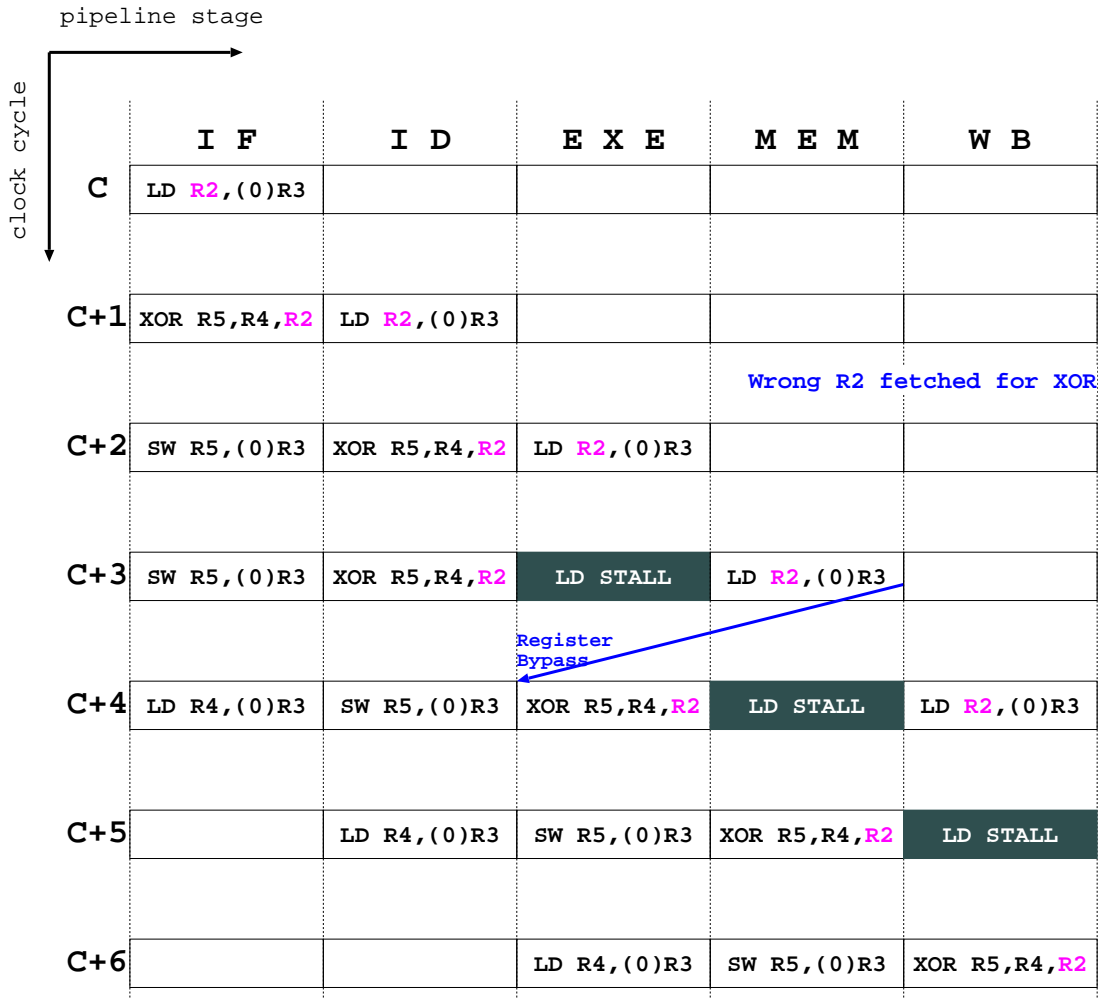 pipeline stage
clock cycle
I F I D E X E M E M W B
C LD R2,(0)R3
C+1 XOR R5,R4,R2 LD R2,(0)R3
Wrong R2 fetched for XOR
C+2 SW R5,(0)R3 XOR R5,R4,R2 LD R2,(0)R3
C+3 SW R5,(0)R3 XOR R5,R4,R2 LD STALL LD R2,(0)R3
Register
Bypass
C+4 LD R4,(0)R3 SW R5,(0)R3 XOR R5,R4,R2 LD STALL LD R2,(0)R3
C+5 LD R4,(0)R3 SW R5,(0)R3 XOR R5,R4,R2 LD STALL
C+6 LD R4,(0)R3 SW R5,(0)R3 XOR R5,R4,R2